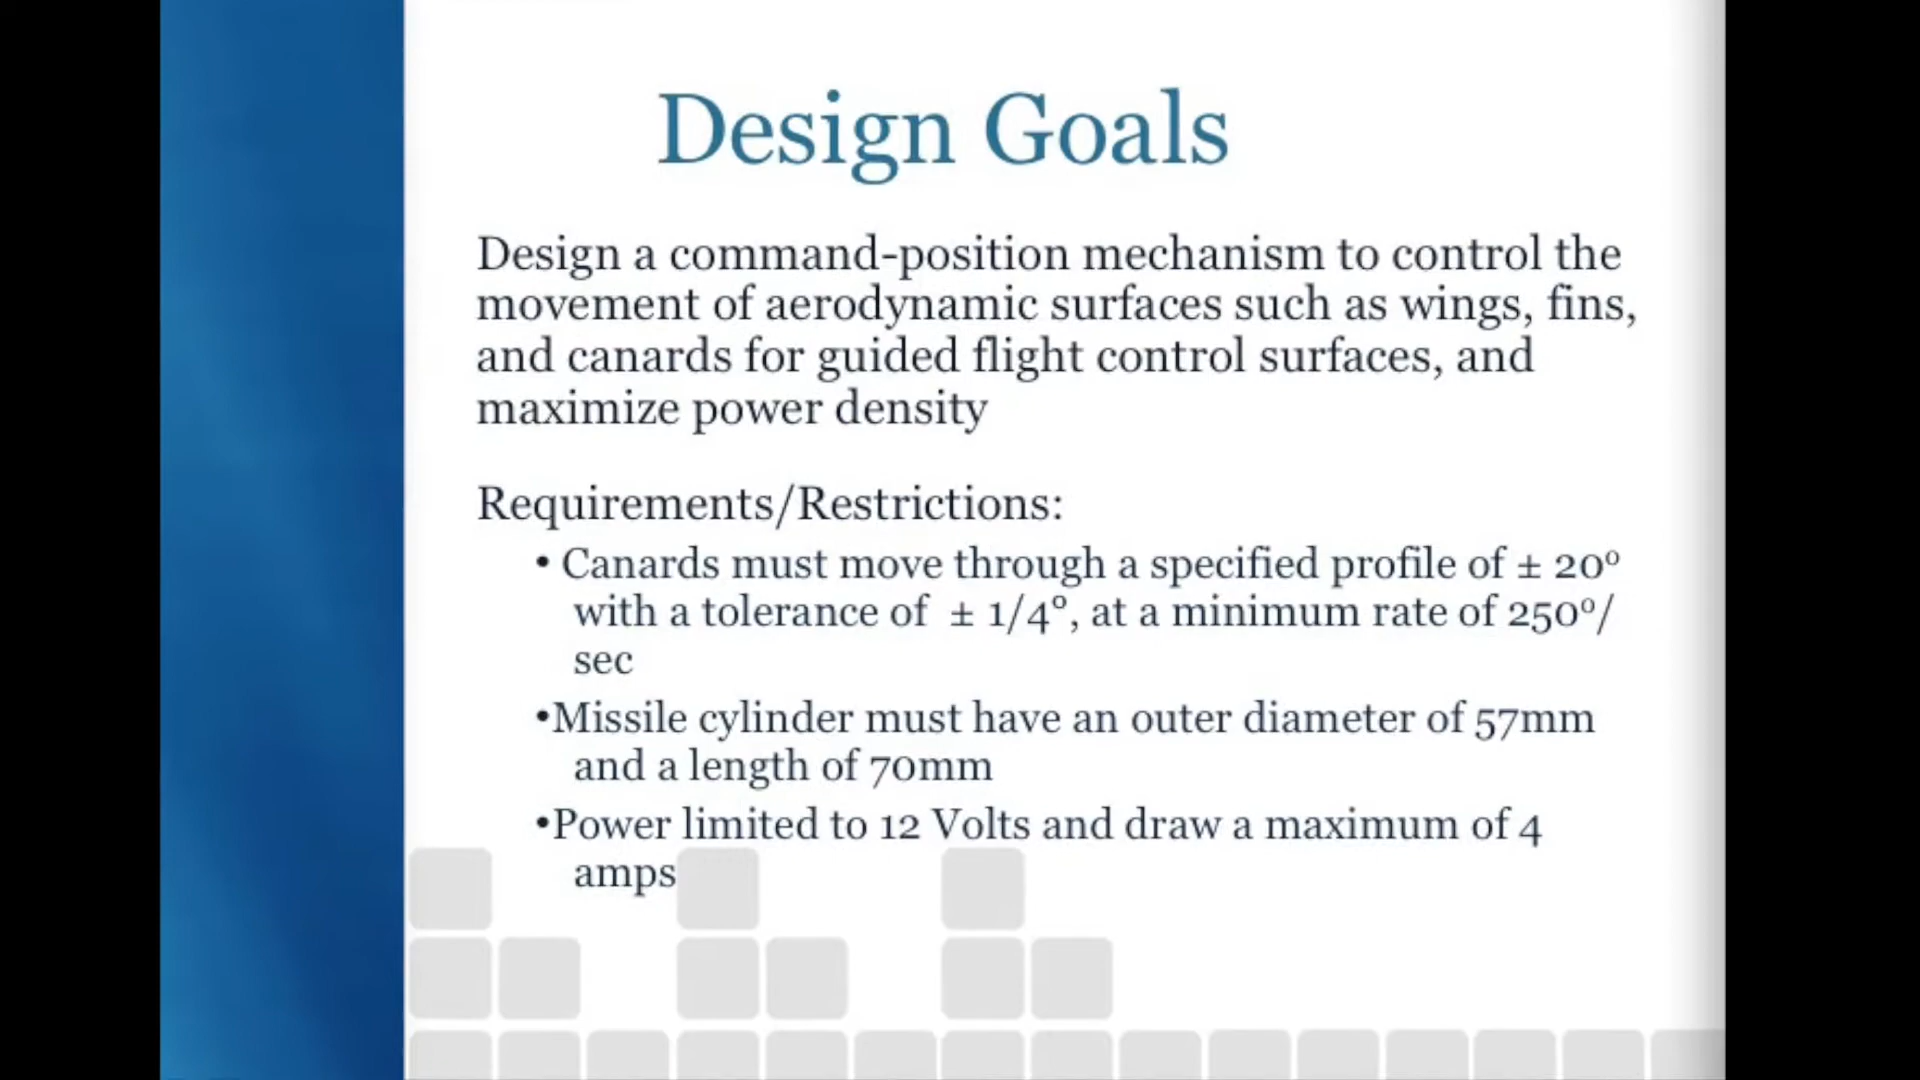 Design Goals
Design a command-position mechanism to control the
movement of aerodynamic surfaces such as wings, fins,
and canards for guided flight control surfaces, and
maximize power density
Requirements/Restrictions:
• Canards must move through a specified profile of ± 20º
with a tolerance of ± 1/4°, at a minimum rate of 250º/
sec
•Missile cylinder must have an outer diameter of 57mm
and a length of 70mm
•Power limited to 12 Volts and draw a maximum of 4
amps